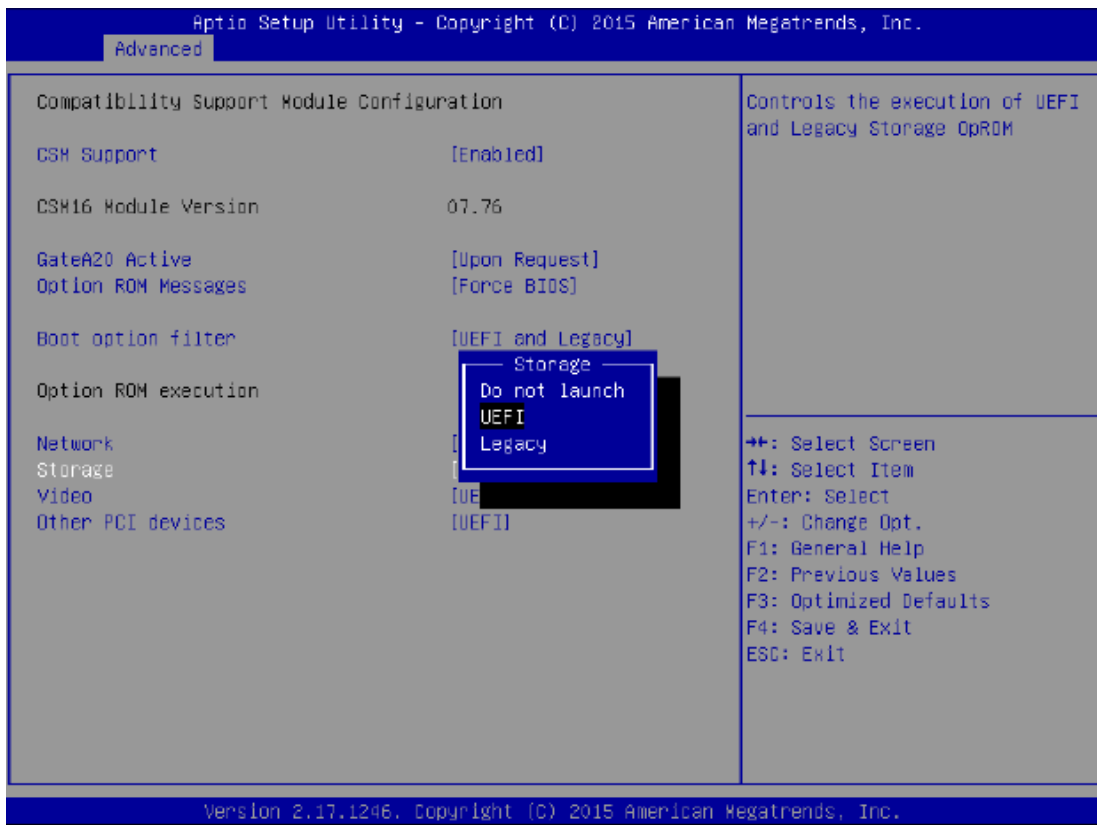 Aptio Setup Utility - Copyright (C) 2015 American Megatrends, Inc.
Advanced
Compatibility Support Module Configuration
CSM Support [Enabled]
CSM16 Module Version 07.76
GateA20 Active [Upon Request]
Option ROM Messages [Force BIOS]
Boot option filter [UEFI and Legacy]
Option ROM execution
Network [
Storage [
Video [UE
Other PCI devices [UEFI]
Storage
Do not launch
UEFI
Legacy
Controls the execution of UEFI
and Legacy Storage OpROM
→←: Select Screen
↑↓: Select Item
Enter: Select
+/-: Change Opt.
F1: General Help
F2: Previous Values
F3: Optimized Defaults
F4: Save & Exit
ESC: Exit
Version 2.17.1246. Copyright (C) 2015 American Megatrends, Inc.